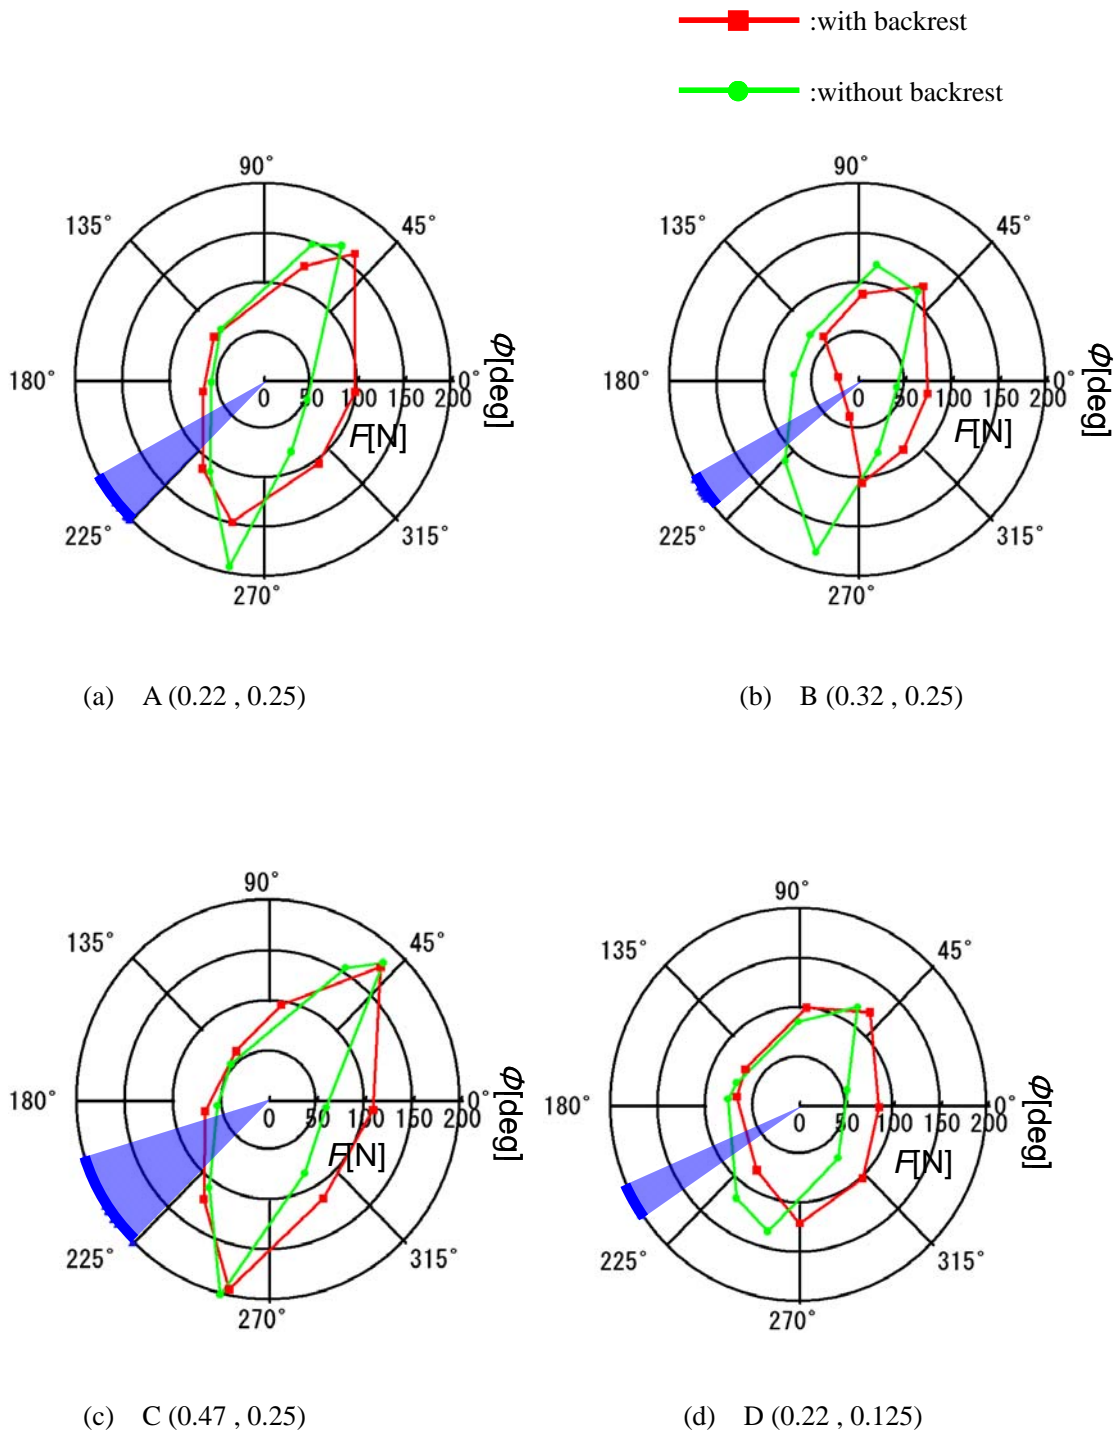 :with backrest
:without backrest
90°
135° 45°
180° 0 50 100 150 200 0° Φ[deg]
F[N]
225° 315°
270°
(a) A (0.22 , 0.25)
90°
135° 45°
180° 0 50 100 150 200 0° Φ[deg]
F[N]
225° 315°
270°
(b) B (0.32 , 0.25)
90°
135° 45°
180° 0 50 100 150 200 0° Φ[deg]
F[N]
225° 315°
270°
(c) C (0.47 , 0.25)
90°
135° 45°
180° 0 50 100 150 200 0° Φ[deg]
F[N]
225° 315°
270°
(d) D (0.22 , 0.125)